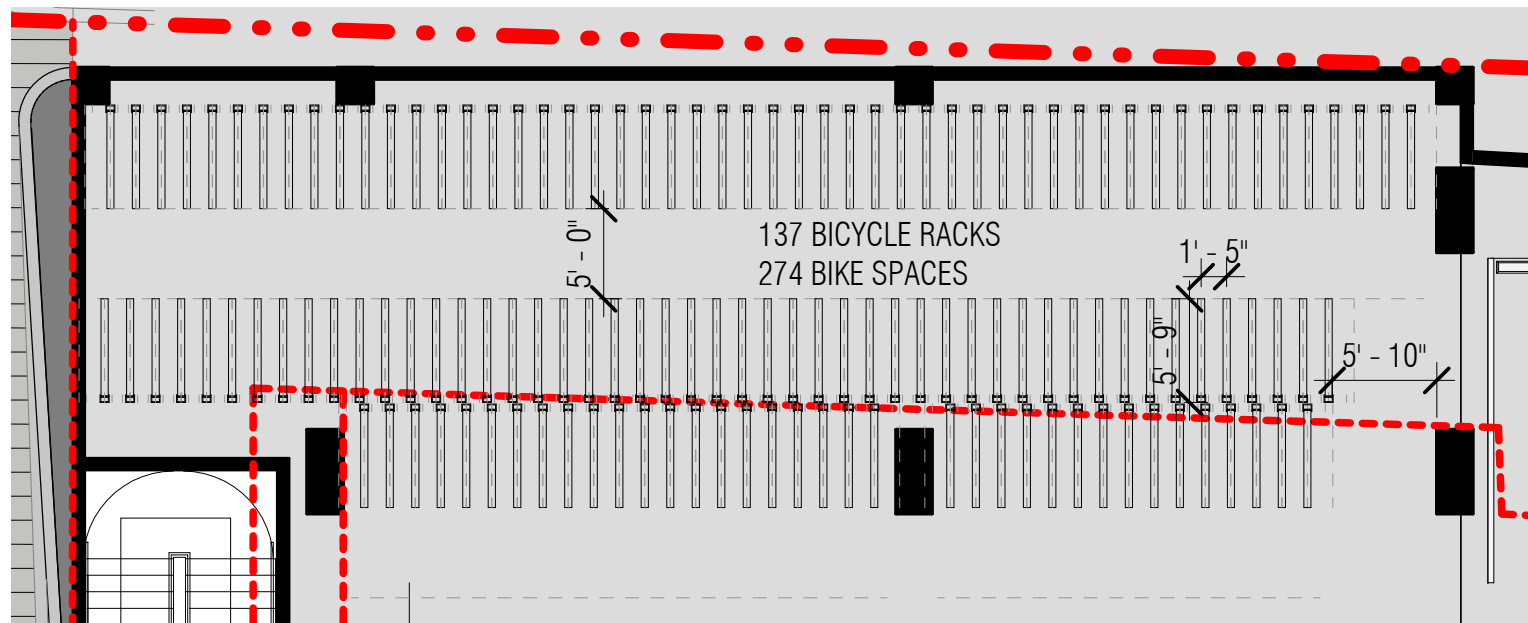 137 BICYCLE RACKS
274 BIKE SPACES
5' - 0"
1' - 5"
5' - 9"
5' - 10"